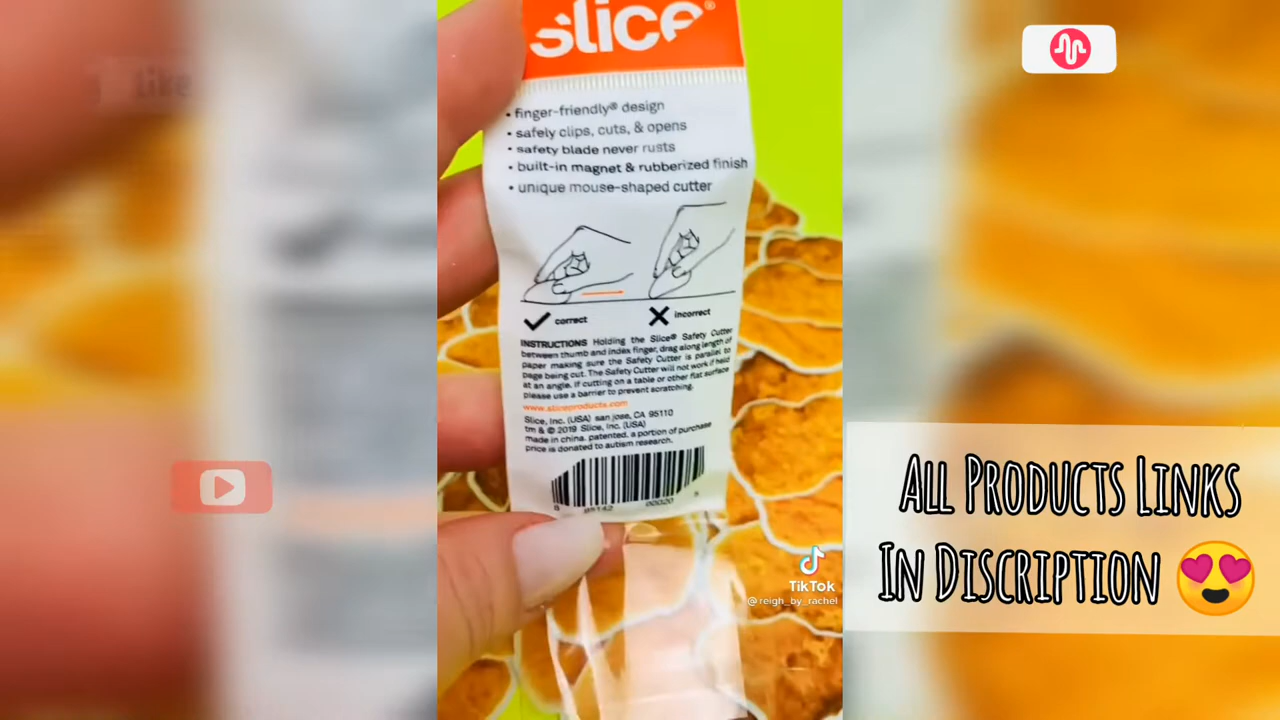 slice®
• finger-friendly® design
• safely clips, cuts, & opens
• safety blade never rusts
• built-in magnet & rubberized finish
• unique mouse-shaped cutter
correct
incorrect
INSTRUCTIONS Holding the Slice® Safety Cutter
between thumb and index finger, drag along length of
paper making sure the Safety Cutter is parallel to
page being cut. The Safety Cutter will not work if held
at an angle. If cutting on a table or other flat surface
please use a barrier to prevent scratching.
www.sliceproducts.com
Slice, Inc. (USA) san jose, CA 95110
tm & © 2019 Slice, Inc. (USA)
made in china. patented. a portion of purchase
price is donated to autism research.
85142 00020
TikTok
@reigh_by_rachel
like
All Products Links
In Discription